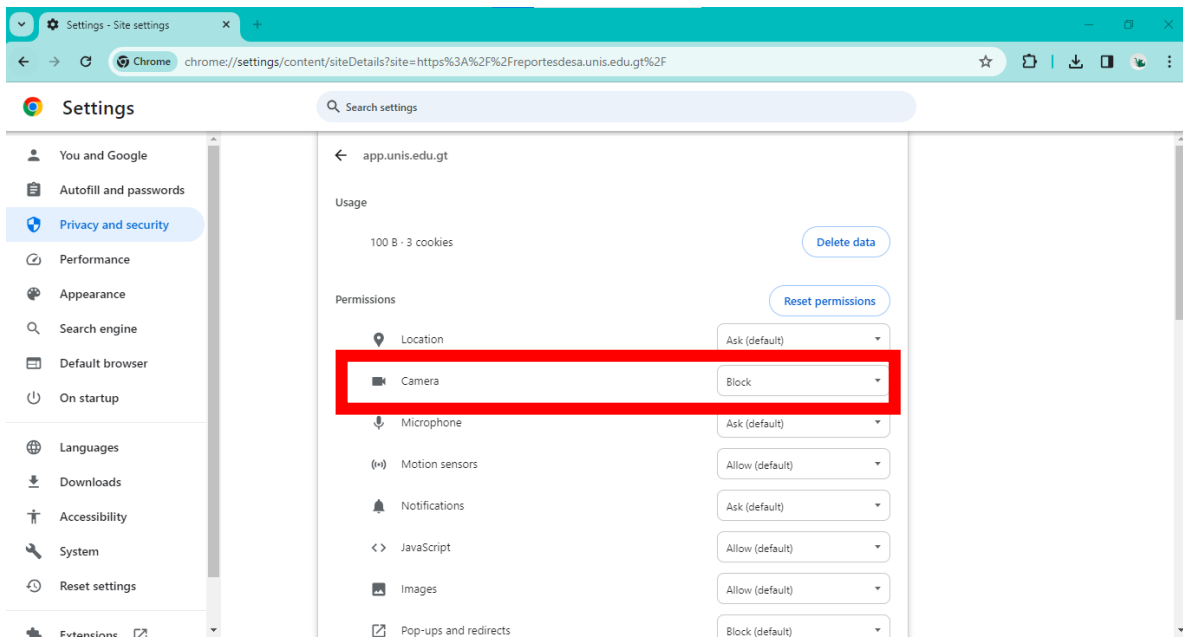 Settings - Site settings
Chrome chrome://settings/content/siteDetails?site=https%3A%2F%2Freportesdesa.unis.edu.gt%2F
Settings
Search settings
You and Google
Autofill and passwords
Privacy and security
Performance
Appearance
Search engine
Default browser
On startup
Languages
Downloads
Accessibility
System
Reset settings
Extensions
app.unis.edu.gt
Usage
100 B · 3 cookies Delete data
Permissions Reset permissions
Location Ask (default)
Camera Block
Microphone Ask (default)
Motion sensors Allow (default)
Notifications Ask (default)
JavaScript Allow (default)
Images Allow (default)
Pop-ups and redirects Block (default)